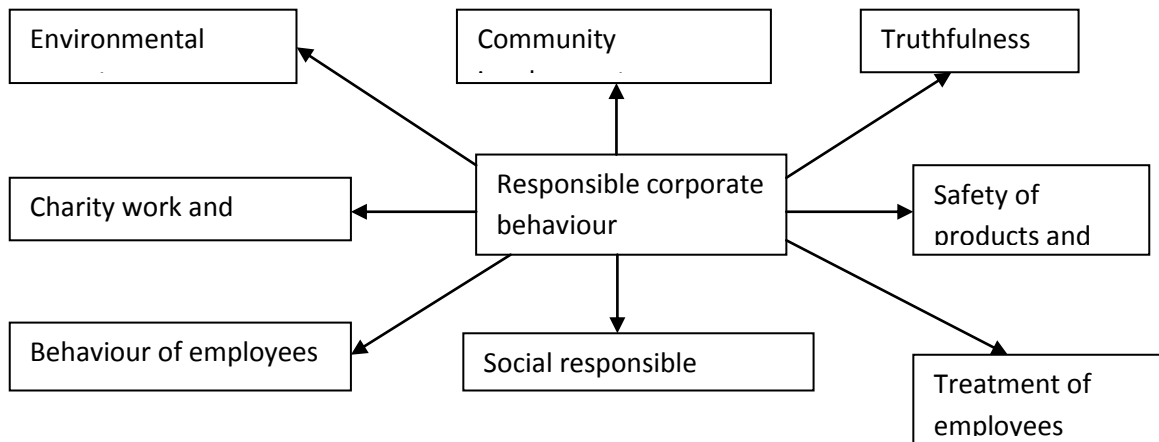 Environmental
Community
Truthfulness
Responsible corporate
behaviour
Charity work and
Safety of
products and
Behaviour of employees
Social responsible
Treatment of
employees